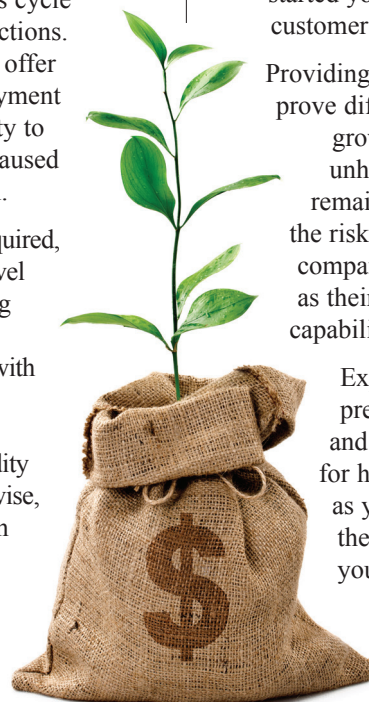 s cycle
ctions.
offer
yment
ty to
aused
quired,
vel
g
with
lity
wise,
n
started yo
customer
Providing
prove dif
grow
unh
remai
the risk
compa
as their
capabili
Ex
pre
and
for h
as y
the
you
$